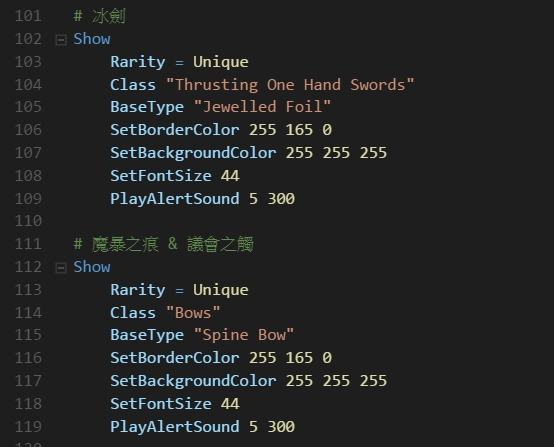 101 # 冰劍
102 Show
103 Rarity = Unique
104 Class "Thrusting One Hand Swords"
105 BaseType "Jewelled Foil"
106 SetBorderColor 255 165 0
107 SetBackgroundColor 255 255 255
108 SetFontSize 44
109 PlayAlertSound 5 300
110
111 # 魔暴之痕 & 議會之觸
112 Show
113 Rarity = Unique
114 Class "Bows"
115 BaseType "Spine Bow"
116 SetBorderColor 255 165 0
117 SetBackgroundColor 255 255 255
118 SetFontSize 44
119 PlayAlertSound 5 300